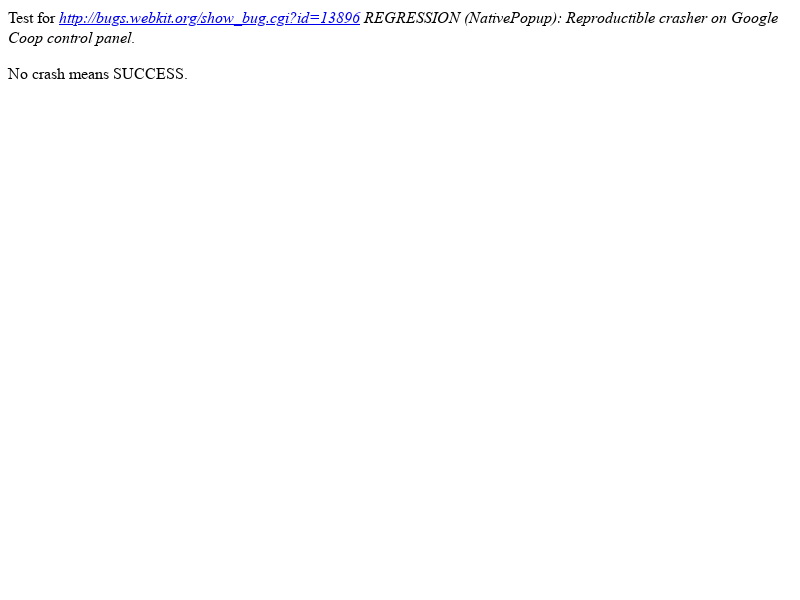 Test for http://bugs.webkit.org/show_bug.cgi?id=13896 REGRESSION (NativePopup): Reproductible crasher on Google
Coop control panel.
No crash means SUCCESS.